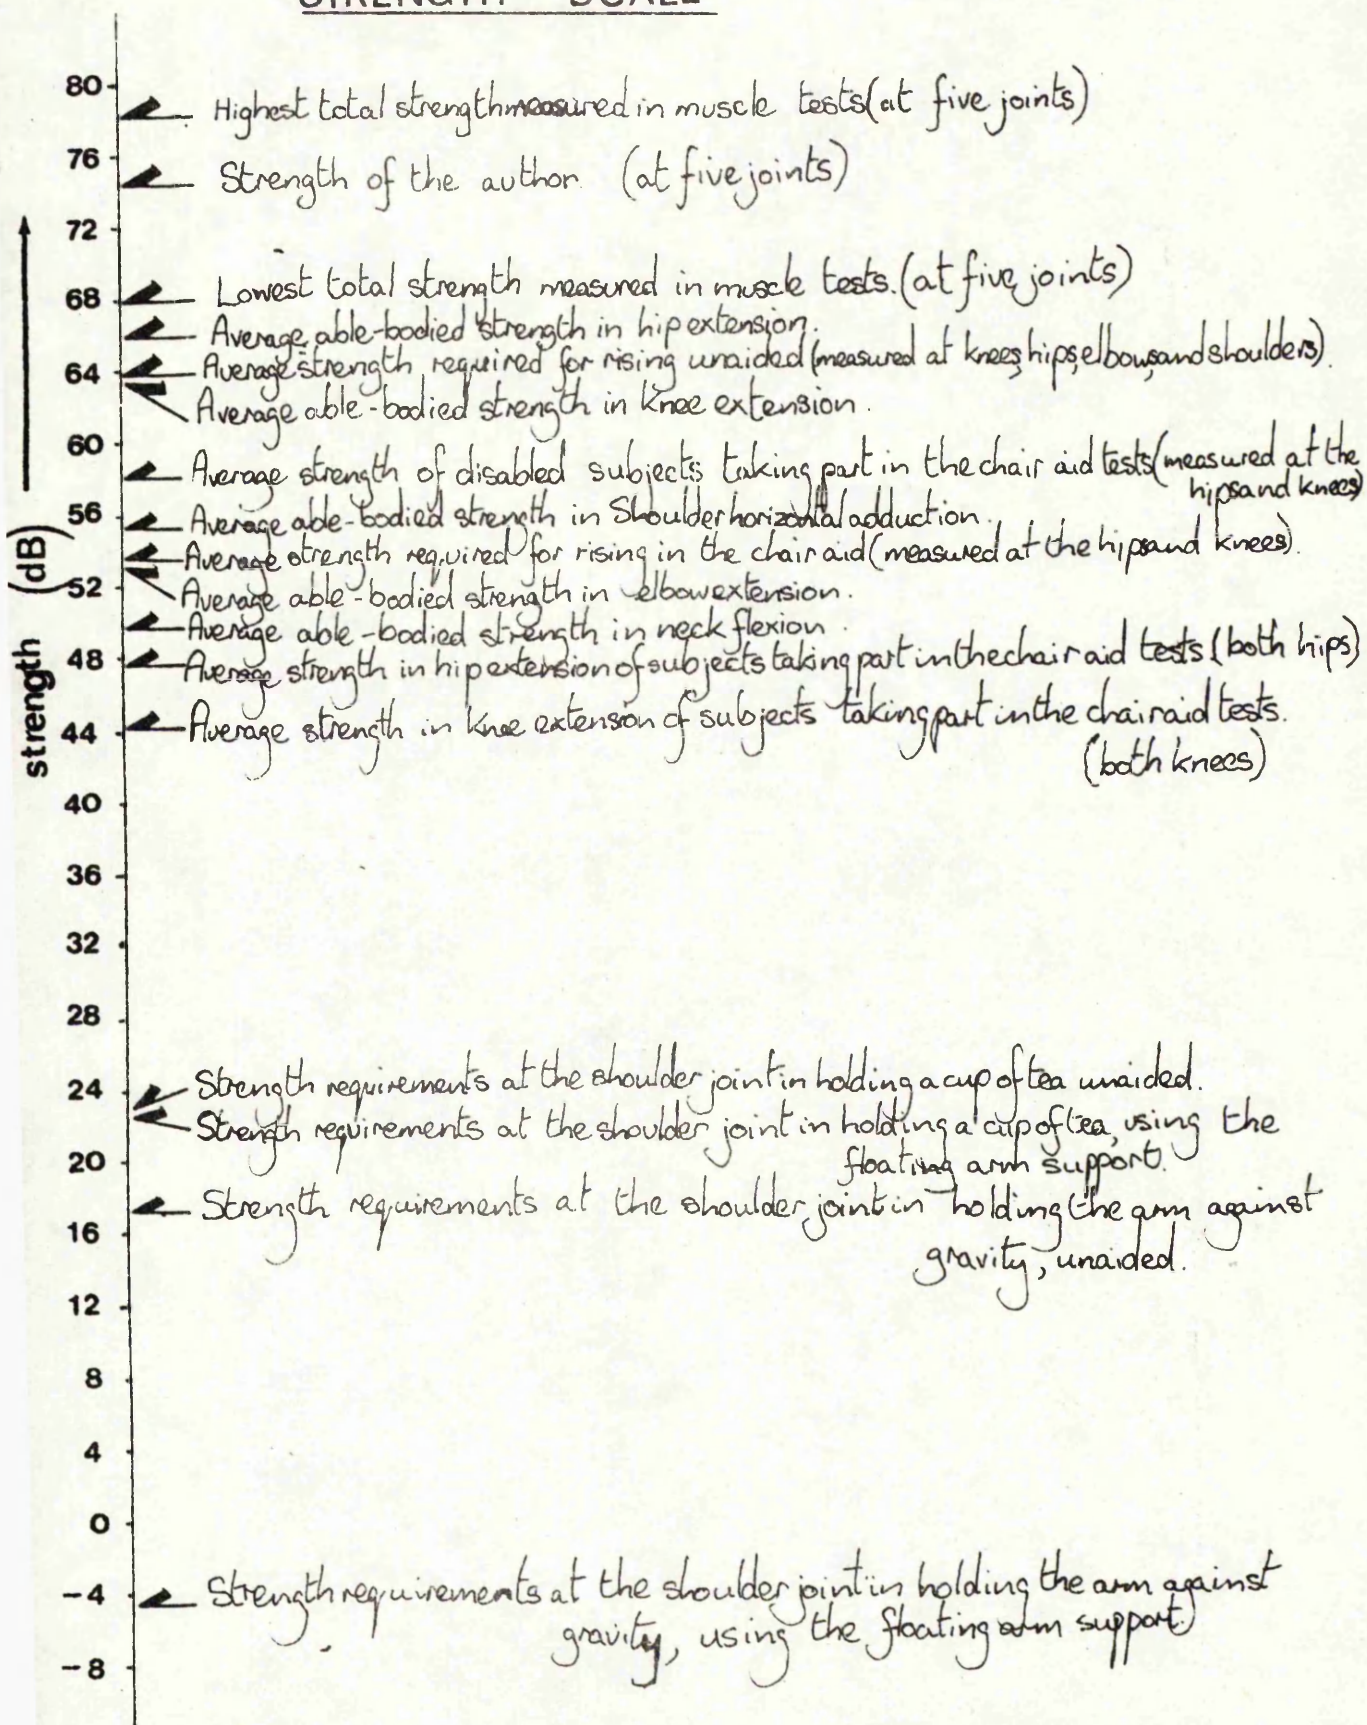 STRENGTH SCALE
80
Highest total strength measured in muscle tests (at five joints)
76
Strength of the author (at five joints)
72
Lowest total strength measured in muscle tests. (at five joints)
68
Average able-bodied strength in hip extension.
Average strength required for rising unaided (measured at knees, hips, elbows, and shoulders).
64
Average able-bodied strength in knee extension.
60
Average strength of disabled subjects taking part in the chair aid tests (measured at the
hips and knees)
56
Average able-bodied strength in Shoulder horizontal adduction.
Average strength required for rising in the chair aid (measured at the hips and knees).
52
Average able-bodied strength in elbow extension.
Average able-bodied strength in neck flexion.
48
Average strength in hip extension of subjects taking part in the chair aid tests (both hips)
44
Average strength in knee extension of subjects taking part in the chair aid tests.
(both knees)
strength (dB)
40
36
32
28
24
Strength requirements at the shoulder joint in holding a cup of tea unaided.
Strength requirements at the shoulder joint in holding a cup of tea, using the
floating arm support.
20
Strength requirements at the shoulder joint in holding the arm against
gravity, unaided.
16
12
8
4
0
-4
Strength requirements at the shoulder joint in holding the arm against
gravity, using the floating arm support.
-8